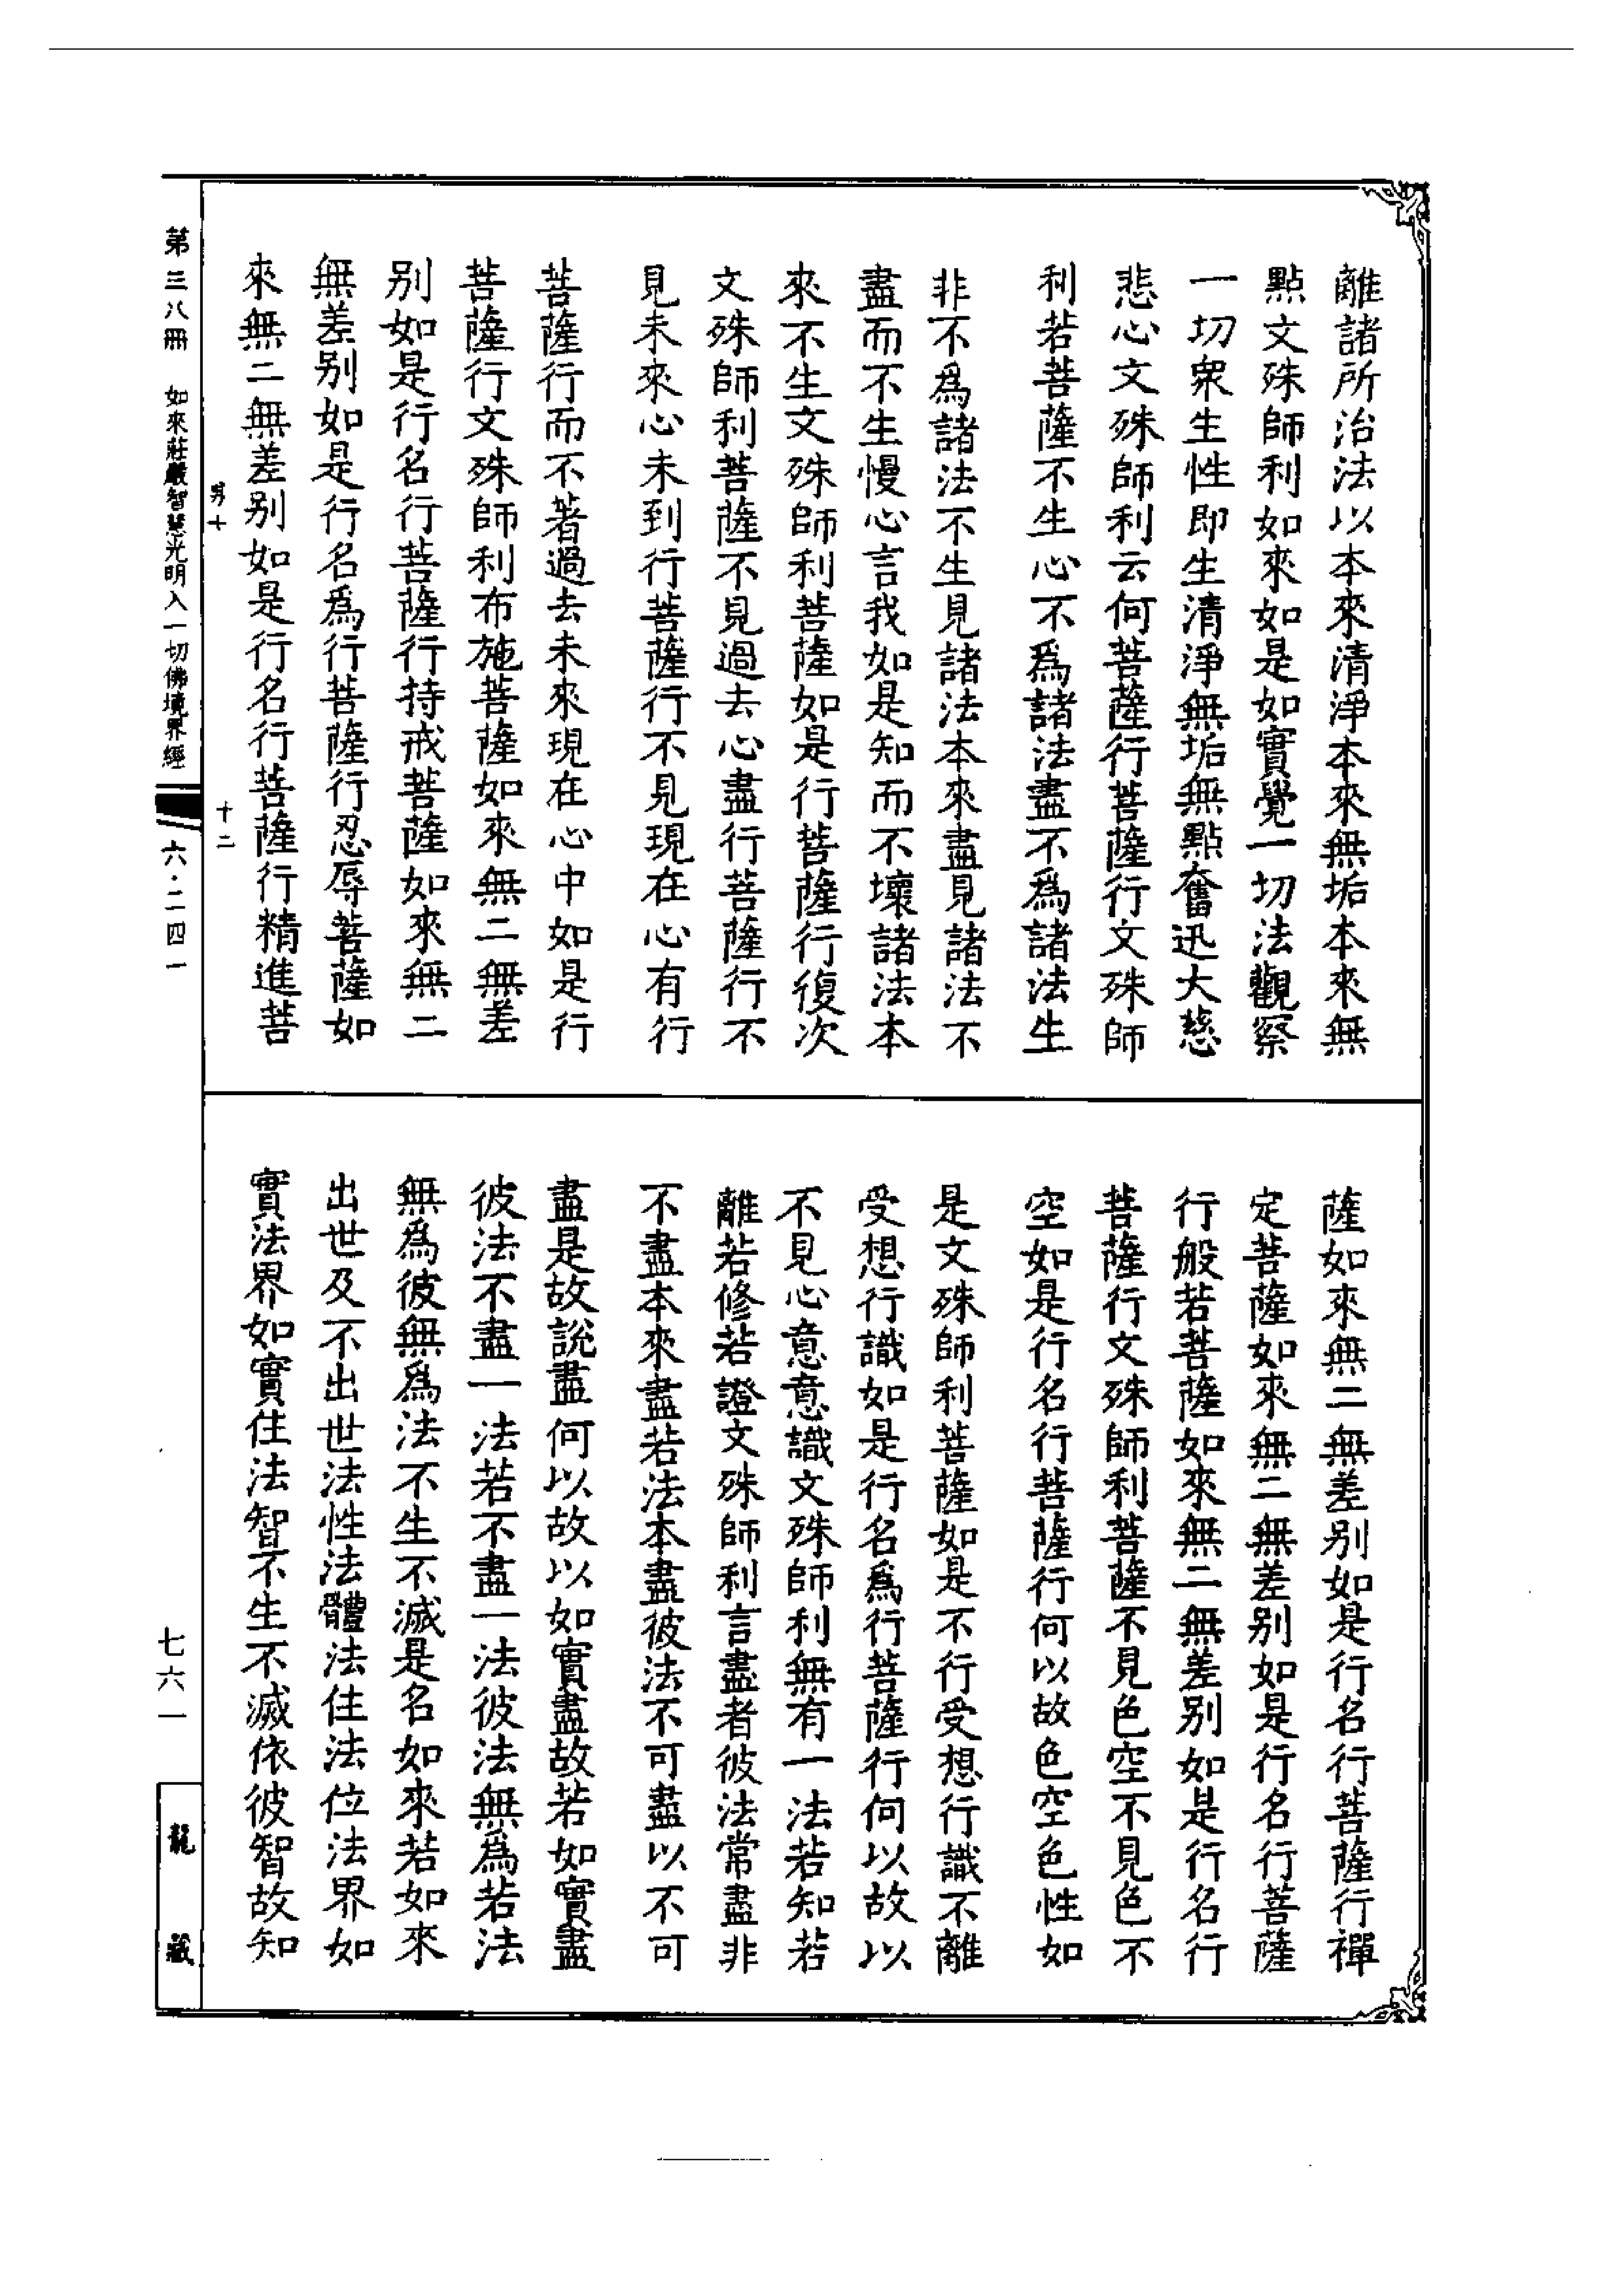 離諸所治法以本來清淨本來無垢本來無
點文殊師利如來如是如實覺一切法觀察
一切衆生性即生清淨無垢無點奮迅大慈
悲心文殊師利云何菩薩行菩薩行文殊師
利若菩薩不生心不爲諸法盡不爲諸法生
非不爲諸法不生見諸法本來盡見諸法不
盡而不生慢心言我如是知而不壞諸法本
來不生文殊師利菩薩如是行菩薩行復次
文殊師利菩薩不見過去心盡行菩薩行不
見未來心未到行菩薩行不見現在心有行
菩薩行而不著過去未來現在心中如是行
菩薩行文殊師利布施菩薩如來無二無差
别如是行名行菩薩行持戒菩薩如來無二
無差别如是行名爲行菩薩行忍辱菩薩如
來無二無差别如是行名行菩薩行精進菩
薩如來無二無差别如是行名行菩薩行禪
定菩薩如來無二無差别如是行名行菩薩
行般若菩薩如來無二無差别如是行名行
菩薩行文殊師利菩薩不見色空不見色不
空如是行名行菩薩行何以故色空色性如
是文殊師利菩薩如是不行受想行識不離
受想行識如是行名爲行菩薩行何以故以
不見心意意識文殊師利無有一法若知若
離若修若證文殊師利言盡者彼法常盡非
不盡本來盡若法本盡彼法不可盡以不可
盡是故說盡何以故以如實盡故若如實盡
彼法不盡一法若不盡一法彼法無為若法
無爲彼無爲法不生不滅是名如來若如來
出世及不出世法性法體法住法位法界如
實法界如實住法智不生不滅依彼智故知
男十
十二
第三八冊 如來莊嚴智慧光明入一切佛境界經
六·二四一
七六一
龍藏